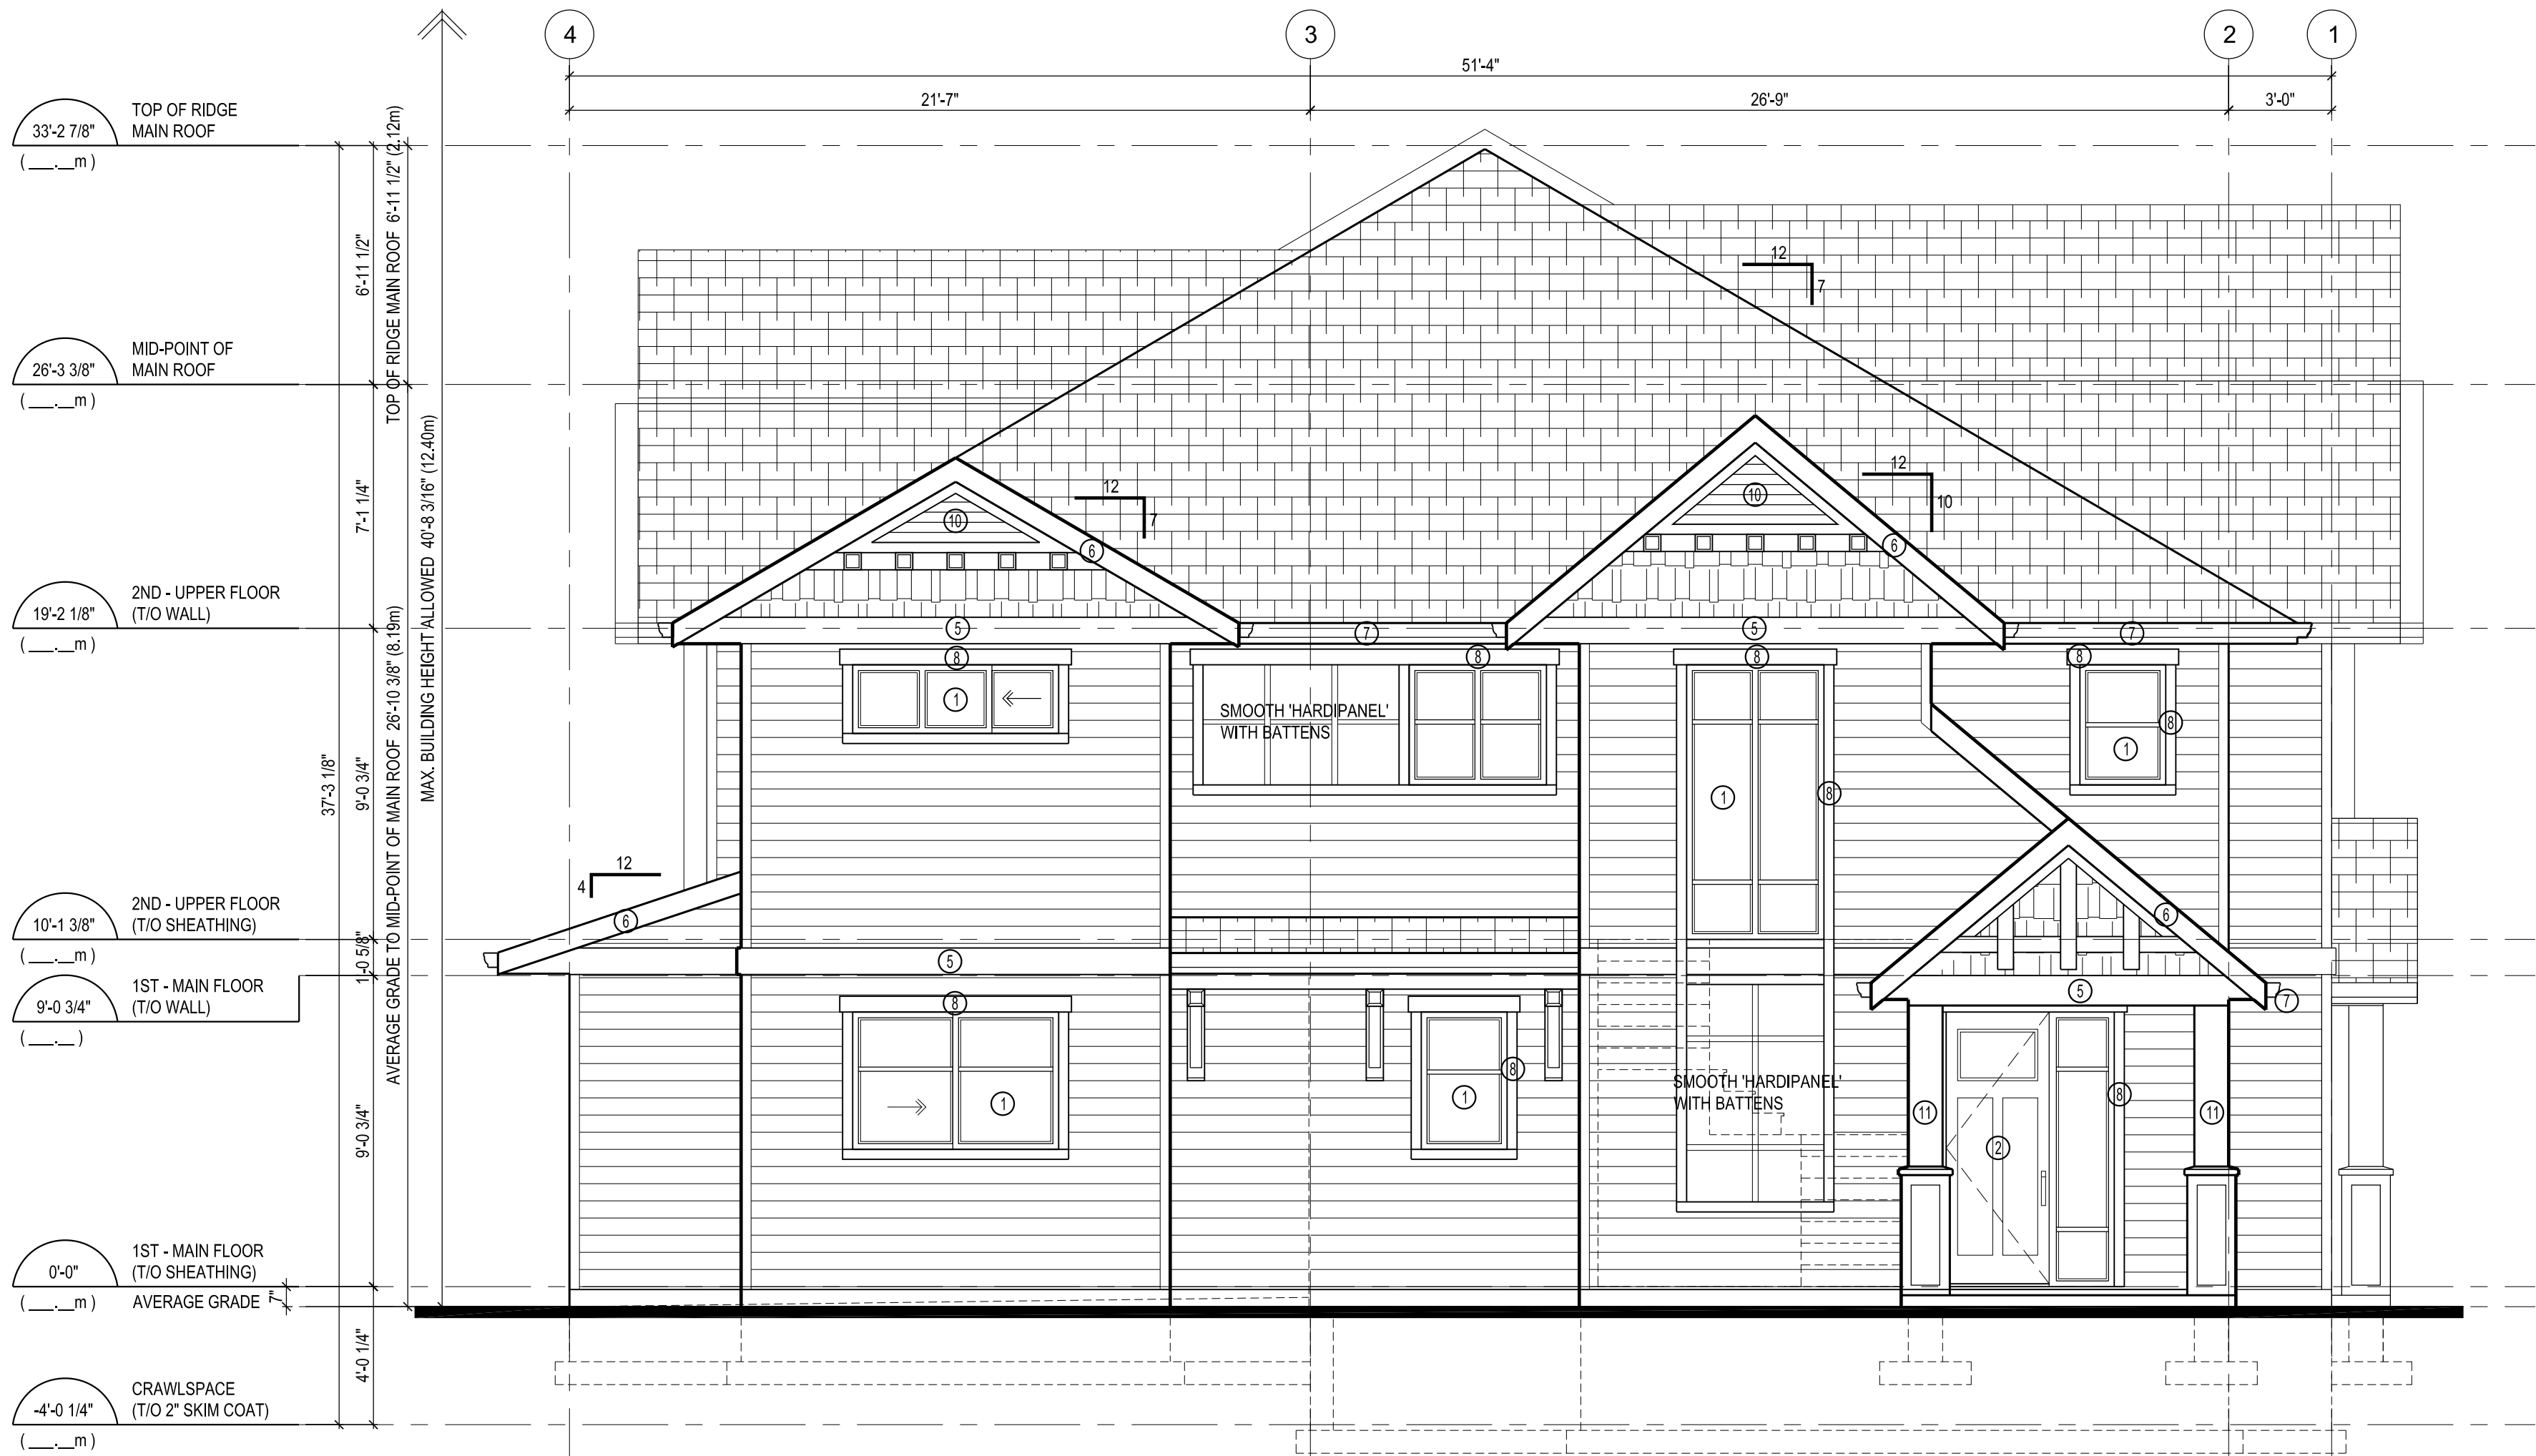 4
3
2
1
51'-4"
21'-7"
26'-9"
3'-0"
33'-2 7/8"
TOP OF RIDGE
MAIN ROOF
( ___.__m )
26'-3 3/8"
MID-POINT OF
MAIN ROOF
( ___.__m )
19'-2 1/8"
2ND - UPPER FLOOR
(T/O WALL)
( ___.__m )
10'-1 3/8"
2ND - UPPER FLOOR
(T/O SHEATHING)
( ___.__m )
9'-0 3/4"
1ST - MAIN FLOOR
(T/O WALL)
( ___.__ )
0'-0"
1ST - MAIN FLOOR
(T/O SHEATHING)
( ___.__m )
AVERAGE GRADE
7"
-4'-0 1/4"
CRAWLSPACE
(T/O 2" SKIM COAT)
( ___.__m )
37'-3 1/8"
6'-11 1/2"
7'-1 1/4"
9'-0 3/4"
1'-0 5/8"
9'-0 3/4"
4'-0 1/4"
TOP OF RIDGE MAIN ROOF 6'-11 1/2" (2.12m)
AVERAGE GRADE TO MID-POINT OF MAIN ROOF 26'-10 3/8" (8.19m)
MAX. BUILDING HEIGHT ALLOWED 40'-8 3/16" (12.40m)
12
7
12
7
12
10
10
10
6
6
5
7
5
7
8
8
8
8
1
SMOOTH 'HARDIPANEL'
WITH BATTENS
8
1
1
8
12
4
6
6
5
5
7
8
8
1
1
SMOOTH 'HARDIPANEL'
WITH BATTENS
8
11
11
2